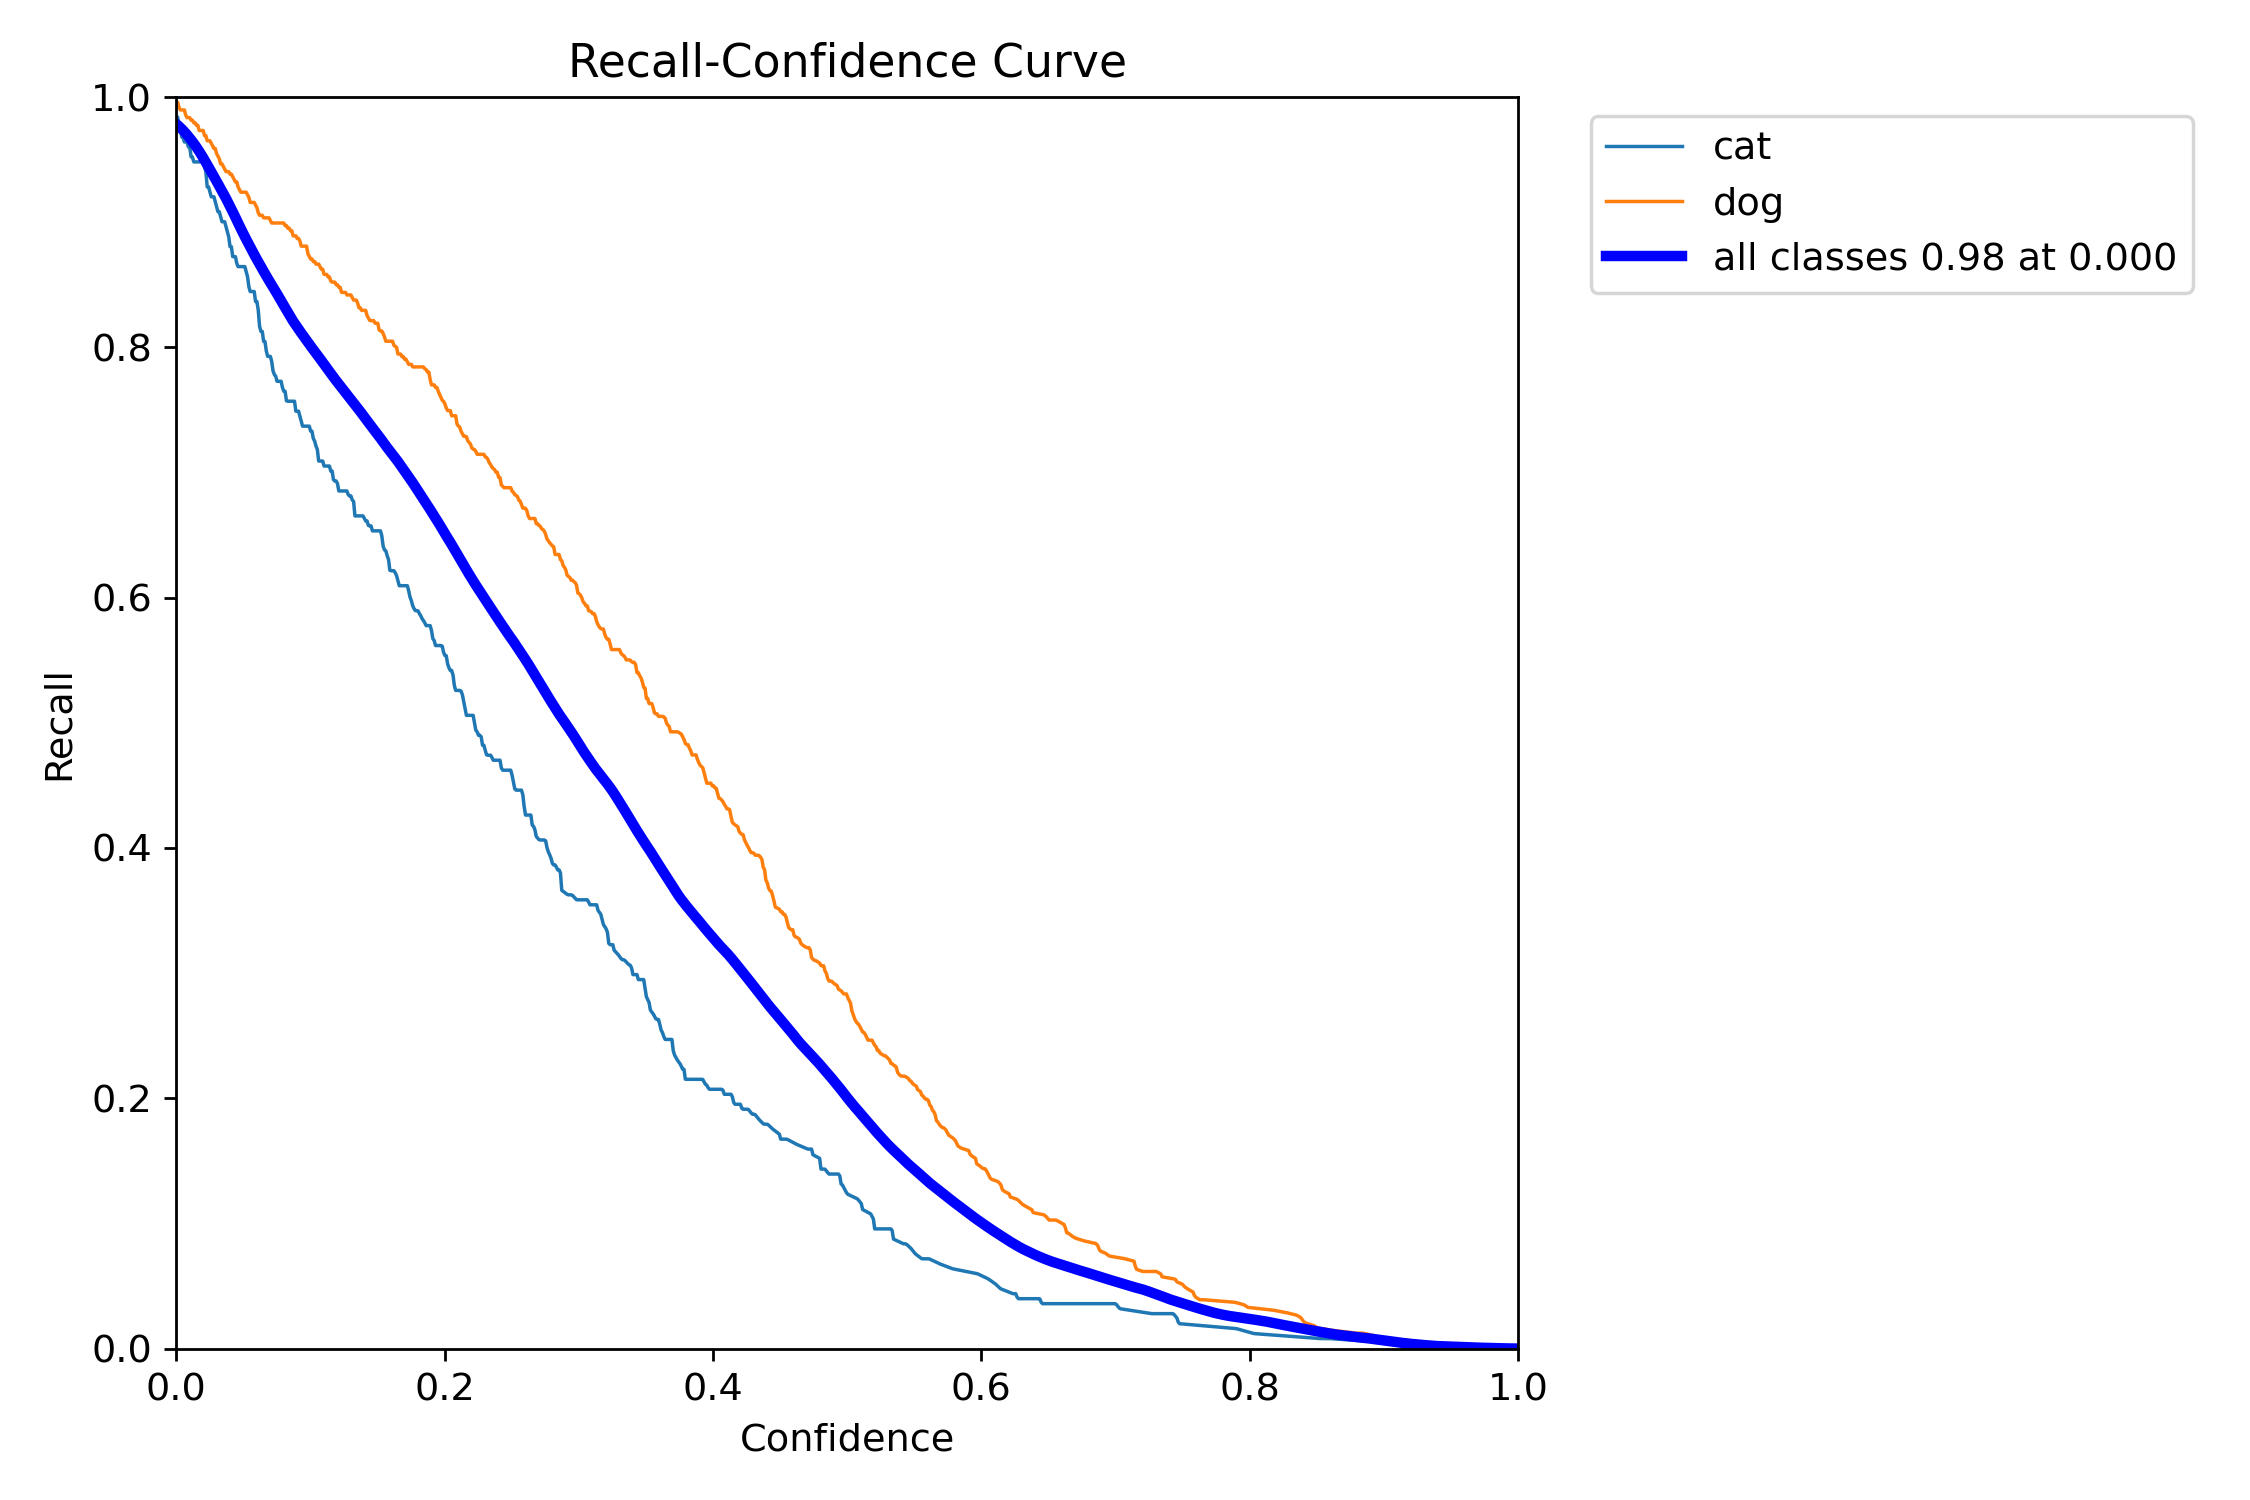 Recall-Confidence Curve
1.0
0.8
0.6
0.4
0.2
0.0
Recall
0.0 0.2 0.4 0.6 0.8 1.0
Confidence
cat
dog
all classes 0.98 at 0.000